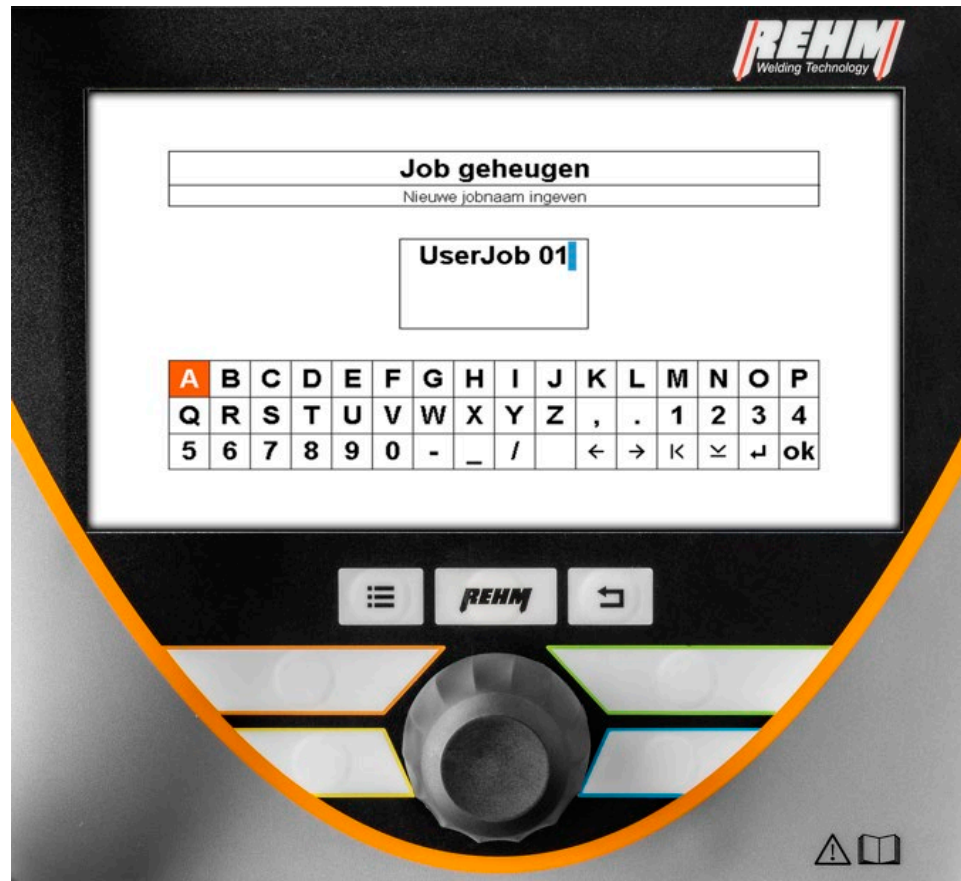 REHM
Welding Technology
Job geheugen
Nieuwe jobnaam ingeven
UserJob 01
A B C D E F G H I J K L M N O P
Q R S T U V W X Y Z , . 1 2 3 4
5 6 7 8 9 0 - _ / ← → |< ⌵ ↵ ok
REHM